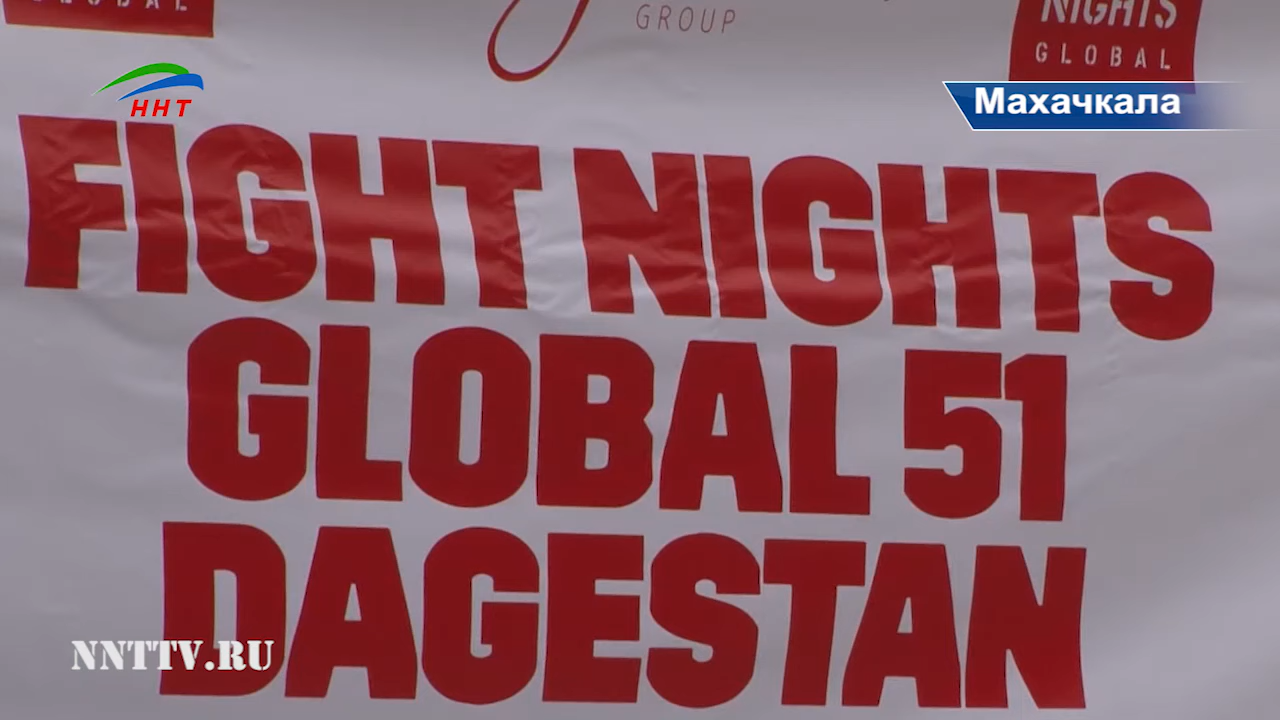 GLOBAL
GROUP
NIGHTS
GLOBAL
ННТ
Махачкала
FIGHT NIGHTS
GLOBAL 51
DAGESTAN
NNTTV.RU